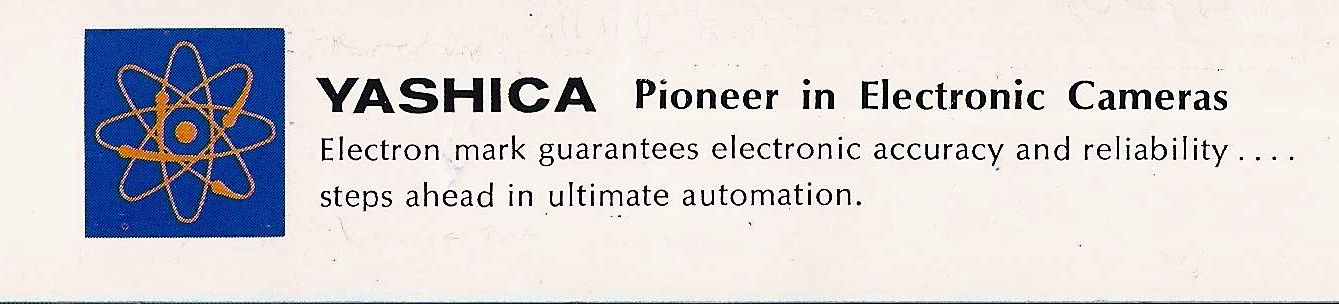 YASHICA Pioneer in Electronic Cameras
Electron mark guarantees electronic accuracy and reliability....
steps ahead in ultimate automation.